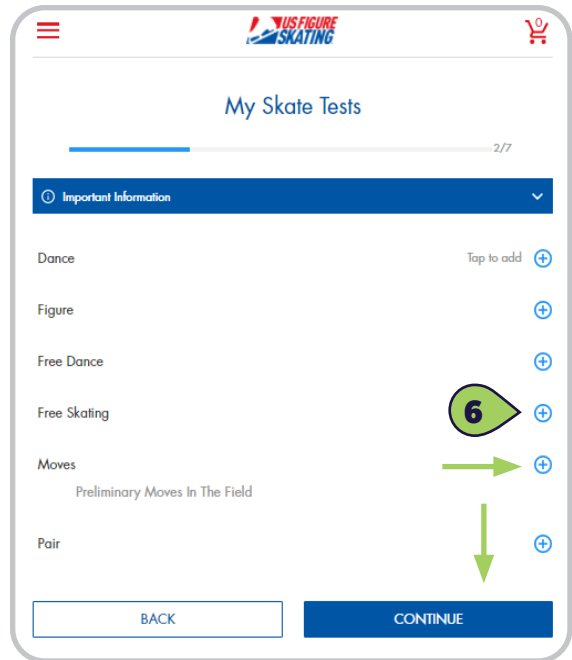 US FIGURE
SKATING
0
My Skate Tests
2/7
Important Information
Dance
Tap to add
Figure
Free Dance
Free Skating
6
Moves
Preliminary Moves In The Field
Pair
BACK
CONTINUE